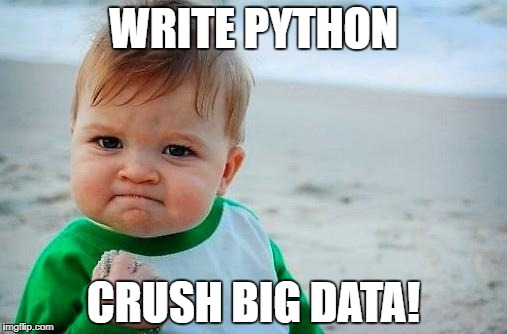 WRITE PYTHON
CRUSH BIG DATA!
imgflip.com